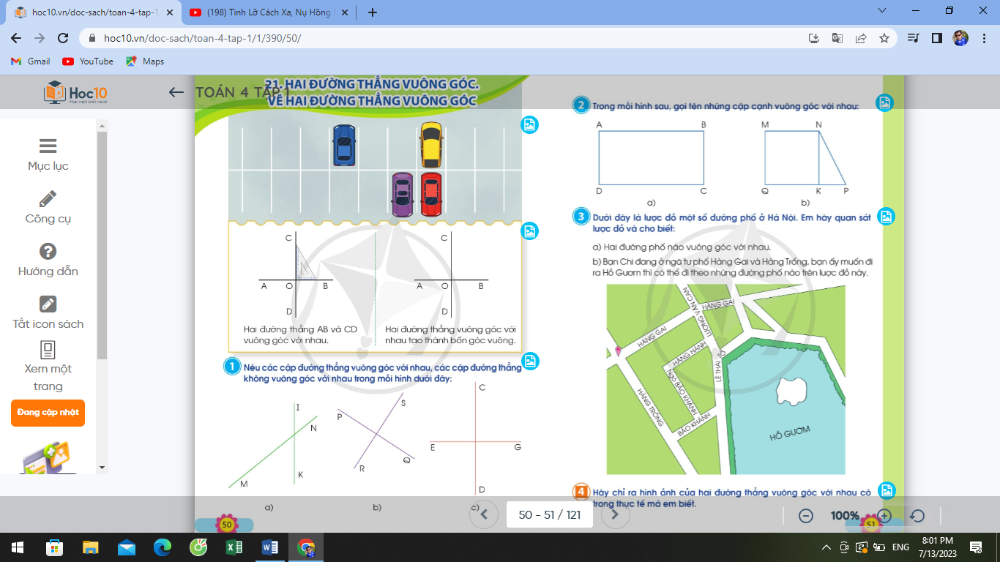 hoc10.vn/doc-sach/toan-4-tap-1
(198) Tình Lỡ Cách Xa, Nụ Hồng
hoc10.vn/doc-sach/toan-4-tap-1/1/390/50/
Gmail
YouTube
Maps
Hoc10
Học một biết mười
TOÁN 4 TẬP 1
Mục lục
Công cụ
Hướng dẫn
Tắt icon sách
Xem một
trang
Đang cập nhật
21. HAI ĐƯỜNG THẲNG VUÔNG GÓC.
VẼ HAI ĐƯỜNG THẲNG VUÔNG GÓC
C
A O B
D
Hai đường thẳng AB và CD
vuông góc với nhau.
C
A O B
D
Hai đường thẳng vuông góc với
nhau tạo thành bốn góc vuông.
1 Nêu các cặp đường thẳng vuông góc với nhau, các cặp đường thẳng
không vuông góc với nhau trong mỗi hình dưới đây:
I
N
K
M
a)
S
P
Q
R
b)
C
E G
D
c)
50
2 Trong mỗi hình sau, gọi tên những cặp cạnh vuông góc với nhau:
A B
D C
a)
M N
Q K P
b)
3 Dưới đây là lược đồ một số đường phố ở Hà Nội. Em hãy quan sát
lược đồ và cho biết:
a) Hai đường phố nào vuông góc với nhau.
b) Bạn Chi đang ở ngã tư phố Hàng Gai và Hàng Trống, bạn ấy muốn đi
ra Hồ Gươm thì có thể đi theo những đường phố nào trên lược đồ này.
HÀNG GAI
LƯƠNG VĂN CAN
HÀNG GAI
HÀNG HÀNH
LÊ THÁI TỔ
Ngõ BẢO KHÁNH
HÀNG TRỐNG
BẢO KHÁNH
HỒ GƯƠM
4 Hãy chỉ ra hình ảnh của hai đường thẳng vuông góc với nhau có
trong thực tế mà em biết.
51
50 - 51 / 121
100%
ENG
8:01 PM
7/13/2023